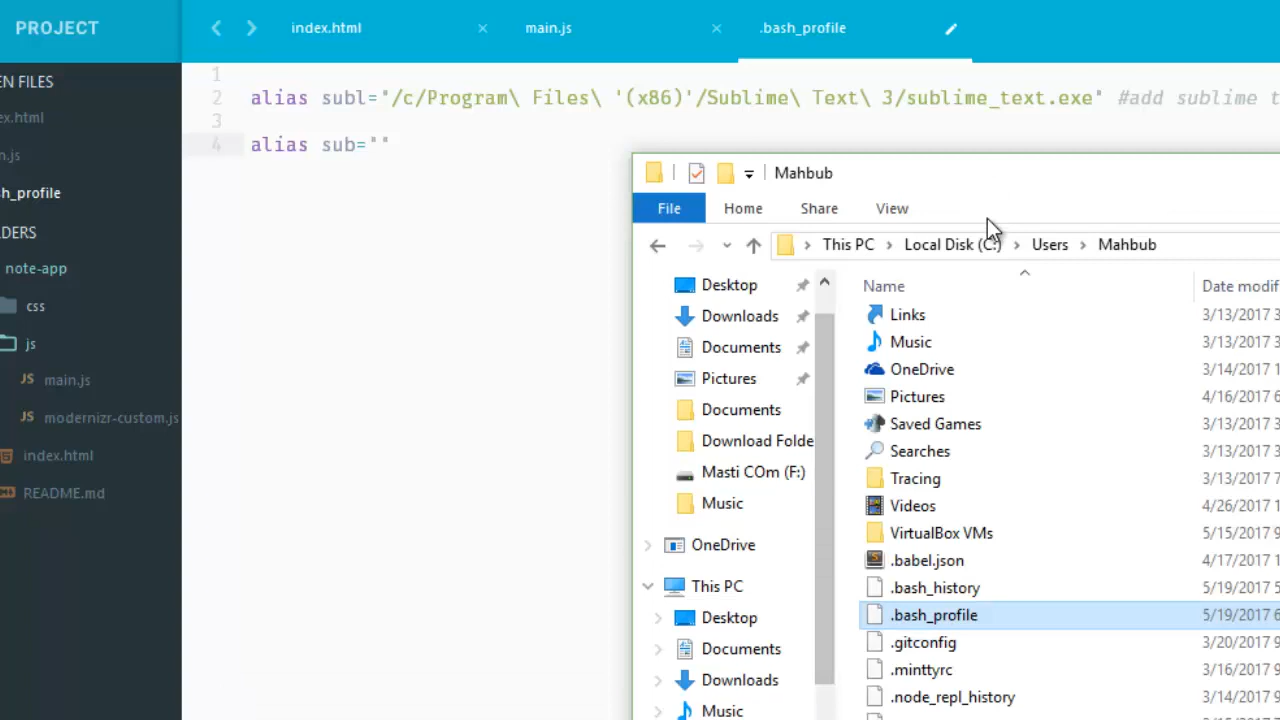 PROJECT
index.html
main.js
.bash_profile
EN FILES
ex.html
n.js
sh_profile
DERS
note-app
css
js
JS main.js
JS modernizr-custom.js
index.html
README.md
1
2 alias subl="/c/Program\ Files\ '(x86)'/Sublime\ Text\ 3/sublime_text.exe" #add sublime t
3
4 alias sub=""
Mahbub
File Home Share View
This PC Local Disk (C:) Users Mahbub
Desktop
Downloads
Documents
Pictures
Documents
Download Folde
Masti COm (F:)
Music
OneDrive
This PC
Desktop
Documents
Downloads
Music
Name Date modif
Links 3/13/2017 3
Music 3/13/2017 3
OneDrive 3/14/2017 1
Pictures 4/16/2017 6
Saved Games 3/13/2017 3
Searches 3/13/2017 3
Tracing 3/13/2017 7
Videos 4/26/2017 1
VirtualBox VMs 5/15/2017 9
.babel.json 4/17/2017 1
.bash_history 5/19/2017 5
.bash_profile 5/19/2017 6
.gitconfig 3/20/2017 9
.minttyrc 3/16/2017 9
.node_repl_history 3/14/2017 9